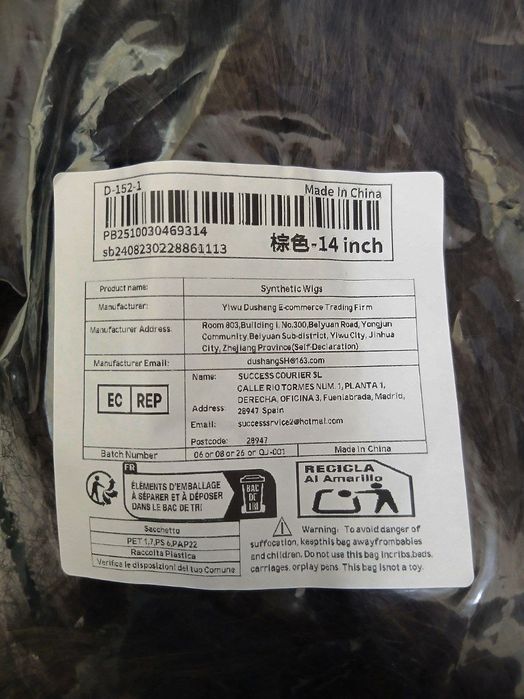 D-152-1
Made In China
PB2510030469314
sb2408230228861113
棕色-14 inch
Product name: Synthetic Wigs
Manufacturer: Yiwu Dushang E-commerce Trading Firm
Manufacturer Address: Room 803,Building I, No.300,Beiyuan Road, Yongjun
Community,Beiyuan Sub-district, Yiwu City, Jinhua
City, Zhejiang Province(Self-Declaration)
Manufacturer Email: dushangSH@163.com
EC REP
Name: SUCCESS COURIER SL
CALLE RIO TORMES NUM. 1, PLANTA 1,
DERECHA, OFICINA 3, Fuenlabrada, Madrid,
Address: 28947 Spain
Email: successsrvice2@hotmail.com
Postcode: 28947
Batch Number 06 or 08 or 26 or QJ-001 Made in China
FR
ÉLÉMENTS D'EMBALLAGE
À SÉPARER ET À DÉPOSER
DANS LE BAC DE TRI
BAC
DE
TRI
RECICLA
Al Amarillo
Sacchetto
PET 1,7,PS 6,PAP22
Raccolta Plastica
Verifica le disposizioni del tuo Comune
Warning: To avoid danger of
suffocation, keepthis bag awayfrombabies
and children. Do not use this bag incribs,beds,
carriages, orplay pens. This bag isnot a toy.